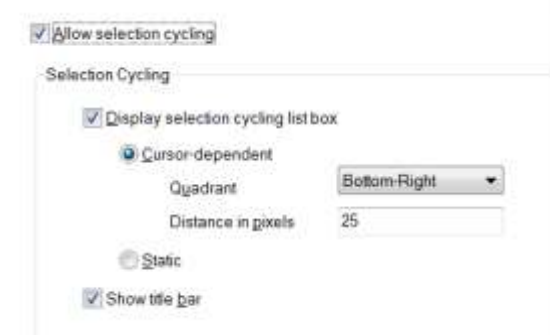 Allow selection cycling
Selection Cycling
Display selection cycling list box
Cursor-dependent
Quadrant Bottom-Right
Distance in pixels 25
Static
Show title bar